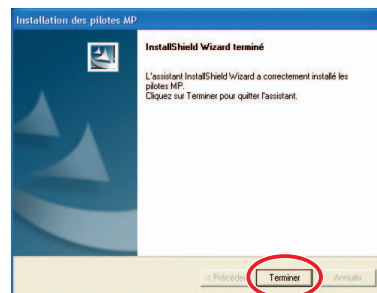 Installation des pilotes MP
InstallShield Wizard terminé
L'assistant InstallShield Wizard a correctement installé les
pilotes MP.
Cliquez sur Terminer pour quitter l'assistant.
< Précédent Terminer Annuler